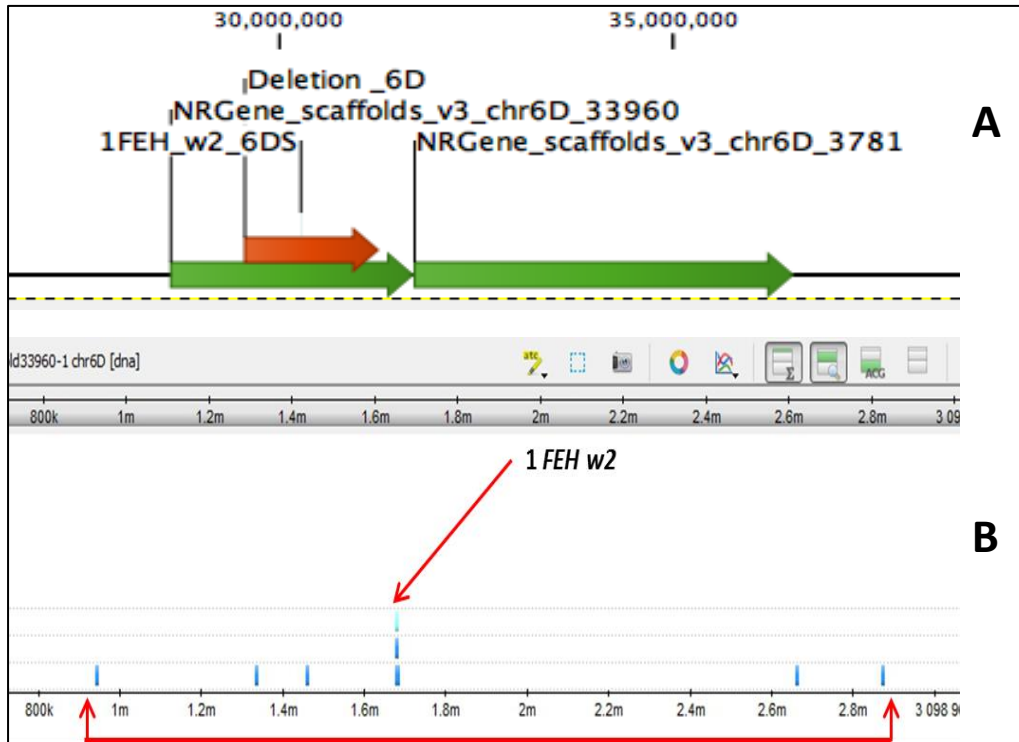 30,000,000 35,000,000
Deletion _6D
NRGene_scaffolds_v3_chr6D_33960
1FEH_w2_6DS NRGene_scaffolds_v3_chr6D_3781
A
ld33960-1 chr6D [dna]
atc
Σ
ACG
800k 1m 1.2m 1.4m 1.6m 1.8m 2m 2.2m 2.4m 2.6m 2.8m 3 09
1 FEH w2
B
800k 1m 1.2m 1.4m 1.6m 1.8m 2m 2.2m 2.4m 2.6m 2.8m 3 098 90